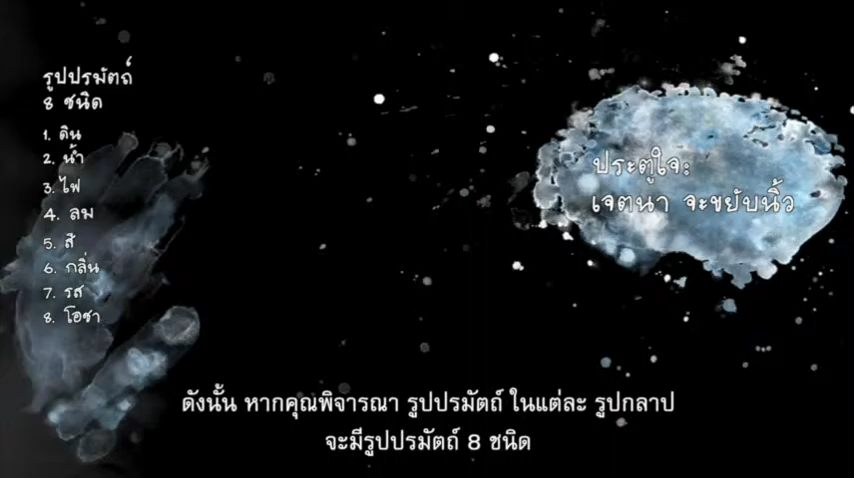 รูปปรมัตถ์
8 ชนิด
1. ดิน
2. น้ำ
3. ไฟ
4. ลม
5. สี
6. กลิ่น
7. รส
8. โอชา
ประตูใจ:
เจตนา จะขยับนิ้ว
ดังนั้น หากคุณพิจารณา รูปปรมัตถ์ ในแต่ละ รูปกลาป
จะมีรูปปรมัตถ์ 8 ชนิด